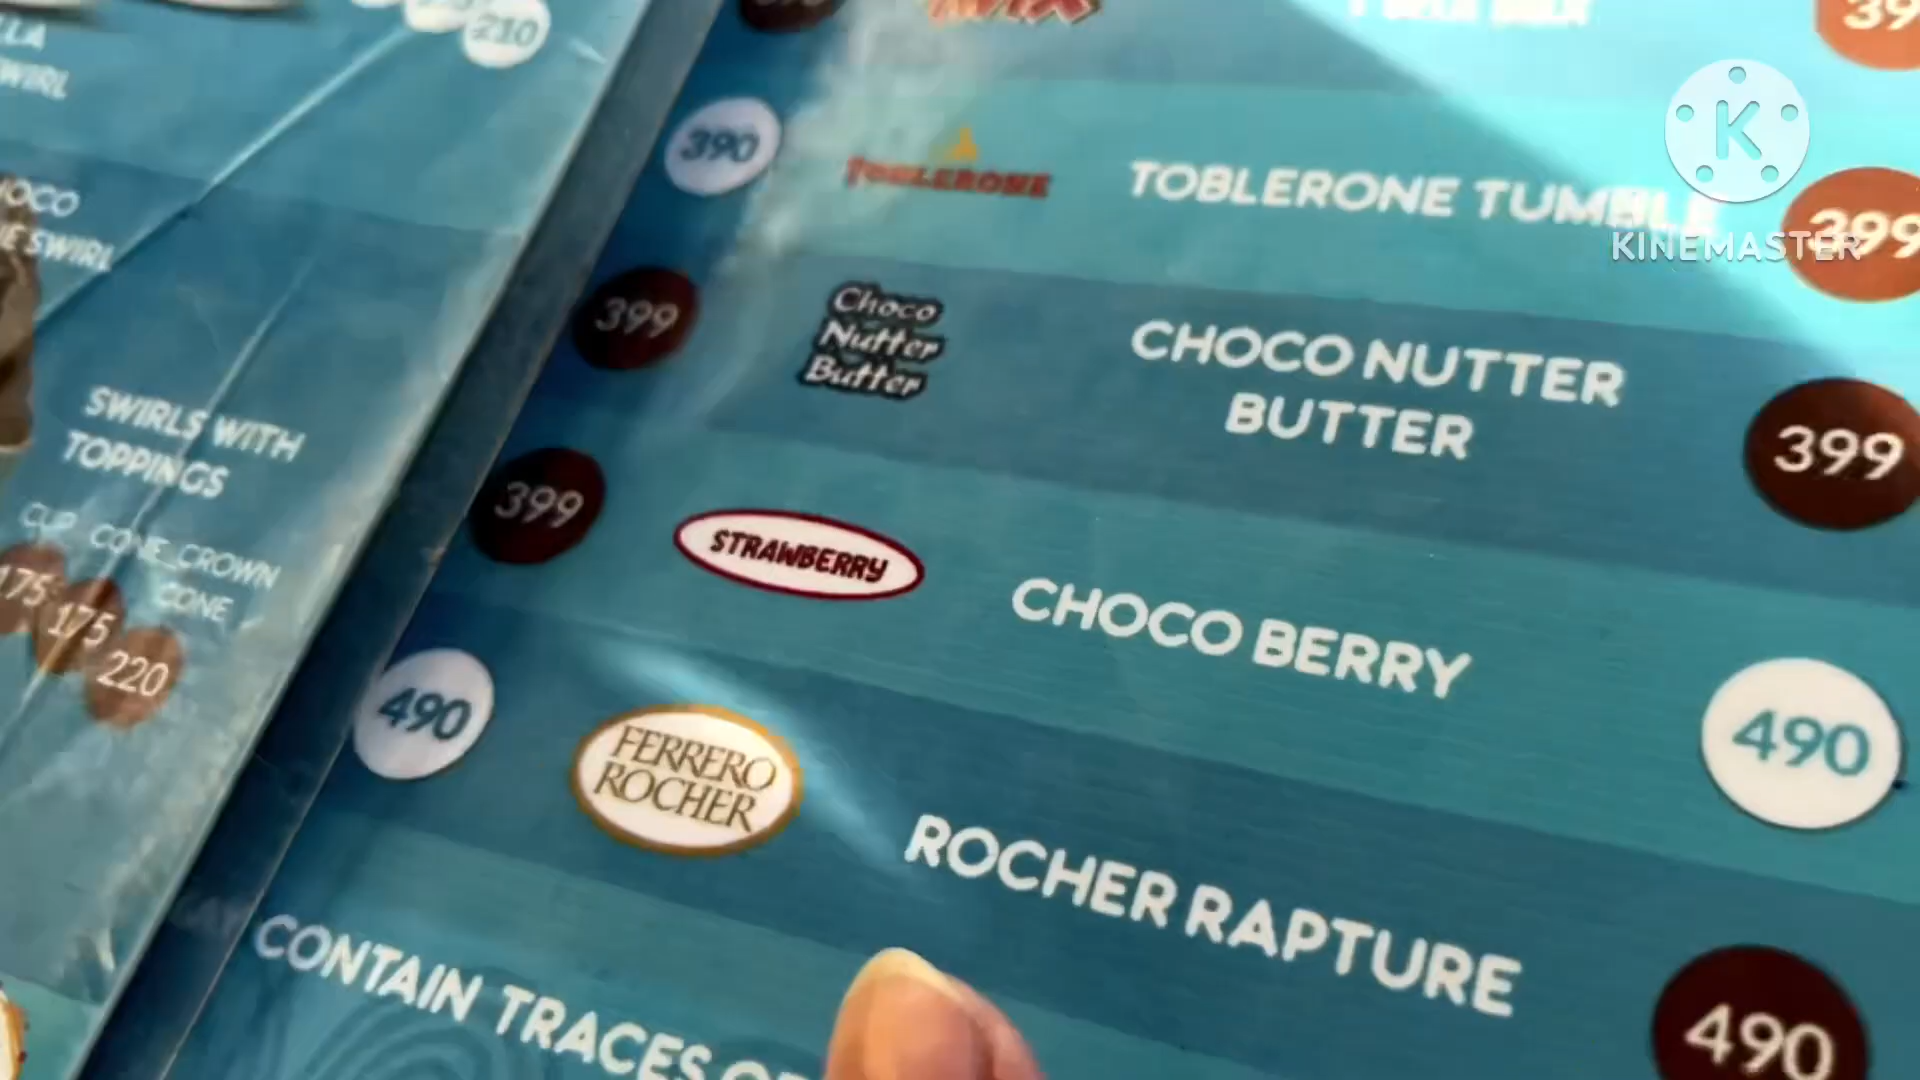 210
SWIRL
SWIRL
SWIRLS WITH
TOPPINGS
CUP CONE CROWN
CONE
175
175
220
390
TOBLERONE
TOBLERONE TUMBLE
399
399
Choco
Nutter
Butter
CHOCO NUTTER
BUTTER
399
399
STRAWBERRY
CHOCO BERRY
490
490
FERRERO
ROCHER
ROCHER RAPTURE
490
CONTAIN TRACES
K
KINEMASTER